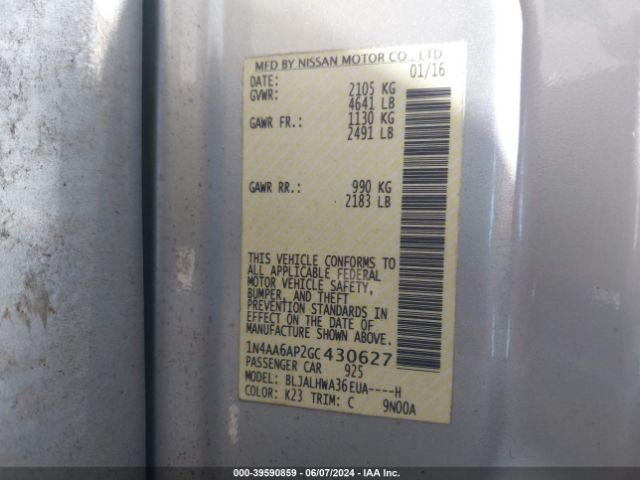 MFD BY NISSAN MOTOR CO., LTD
DATE: 01/16
GVWR: 2105 KG
4641 LB
GAWR FR.: 1130 KG
2491 LB
GAWR RR.: 990 KG
2183 LB
THIS VEHICLE CONFORMS TO
ALL APPLICABLE FEDERAL
MOTOR VEHICLE SAFETY,
BUMPER, AND THEFT
PREVENTION STANDARDS IN
EFFECT ON THE DATE OF
MANUFACTURE SHOWN ABOVE.
1N4AA6AP2GC430627
PASSENGER CAR 925
MODEL: BLJALHWA36EUA----H
COLOR: K23 TRIM: C 9N00A
000-39590859 - 06/07/2024 - IAA Inc.